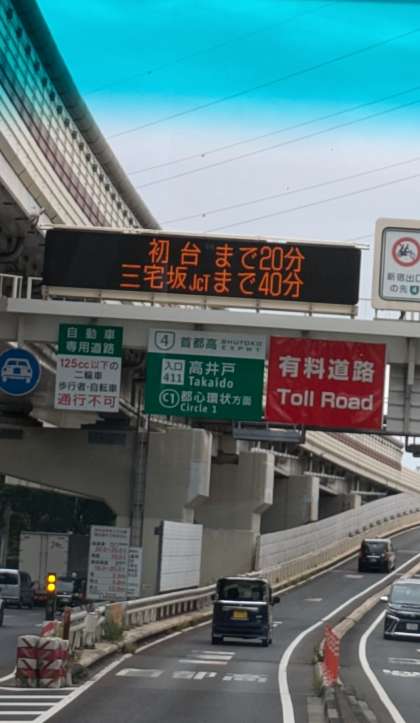 初台 まで20分
三宅坂JCTまで40分
新宿出口
の先4
自動車
専用道路
125cc以下の
二輪車
歩行者・自転車
通行不可
4 首都高 SHUTOKO EXPWY
入口
411
高井戸
Takaido
C1 都心環状方面
Circle 1
有料道路
Toll Road